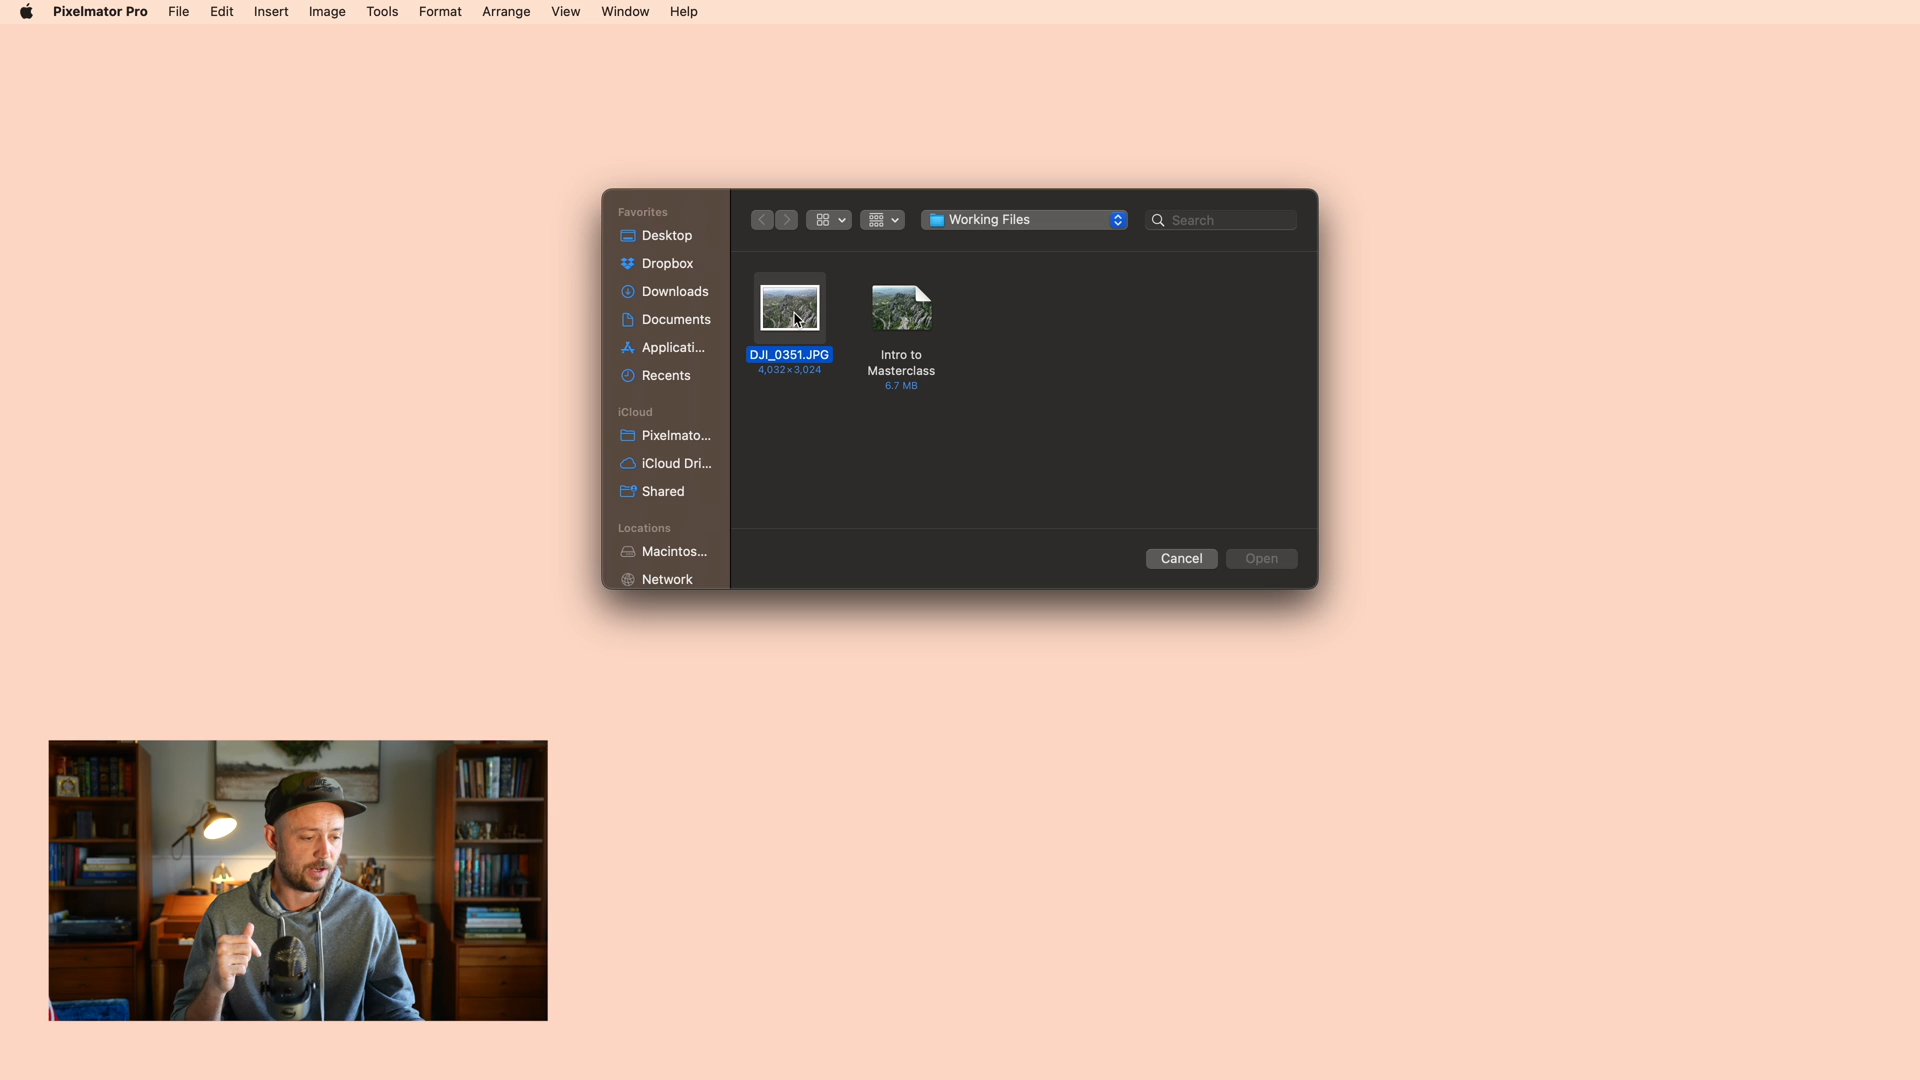 Pixelmator Pro File Edit Insert Image Tools Format Arrange View Window Help
Favorites
Desktop
Dropbox
Downloads
Documents
Applicati...
Recents
iCloud
Pixelmato...
iCloud Dri...
Shared
Locations
Macintos...
Network
Working Files
Search
DJI_0351.JPG
4,032×3,024
Intro to
Masterclass
6.7 MB
Cancel
Open